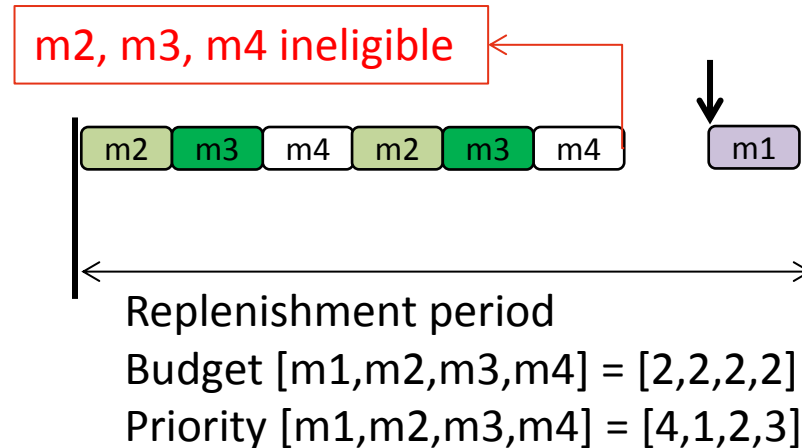 m2, m3, m4 ineligible
m2 m3 m4 m2 m3 m4 m1
Replenishment period
Budget [m1,m2,m3,m4] = [2,2,2,2]
Priority [m1,m2,m3,m4] = [4,1,2,3]